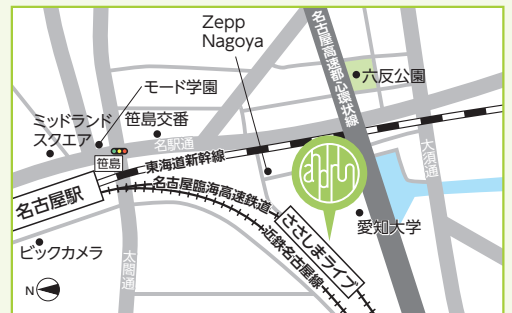 Zepp
Nagoya
名古屋高速都心環状線
六反公園
モード学園
ミッドランド
スクエア
笹島交番
名駅通
笹島
東海道新幹線
大須通
名古屋駅
名古屋臨海高速鉄道
ささしまライブ
愛知大学
近鉄名古屋線
ビックカメラ
太閤通
N